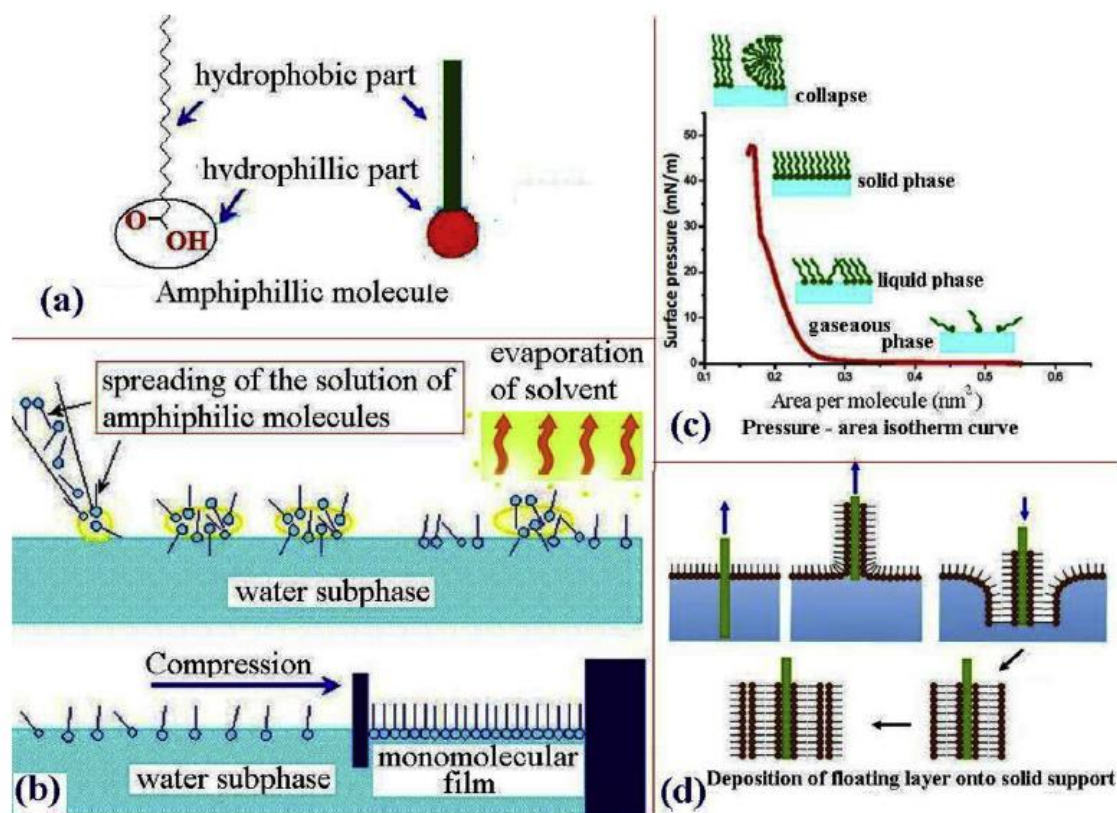 hydrophobic part
hydrophillic part
O
OH
(a)
Amphiphillic molecule
spreading of the solution of
amphiphilic molecules
evaporation
of solvent
water subphase
Compression
monomolecular
film
water subphase
(b)
collapse
solid phase
liquid phase
gaseaous
phase
Surface pressure (mN/m)
50
40
30
20
10
0
0.1 0.2 0.3 0.4 0.5 0.6
Area per molecule (nm²)
(c)
Pressure - area isotherm curve
(d)
Deposition of floating layer onto solid support